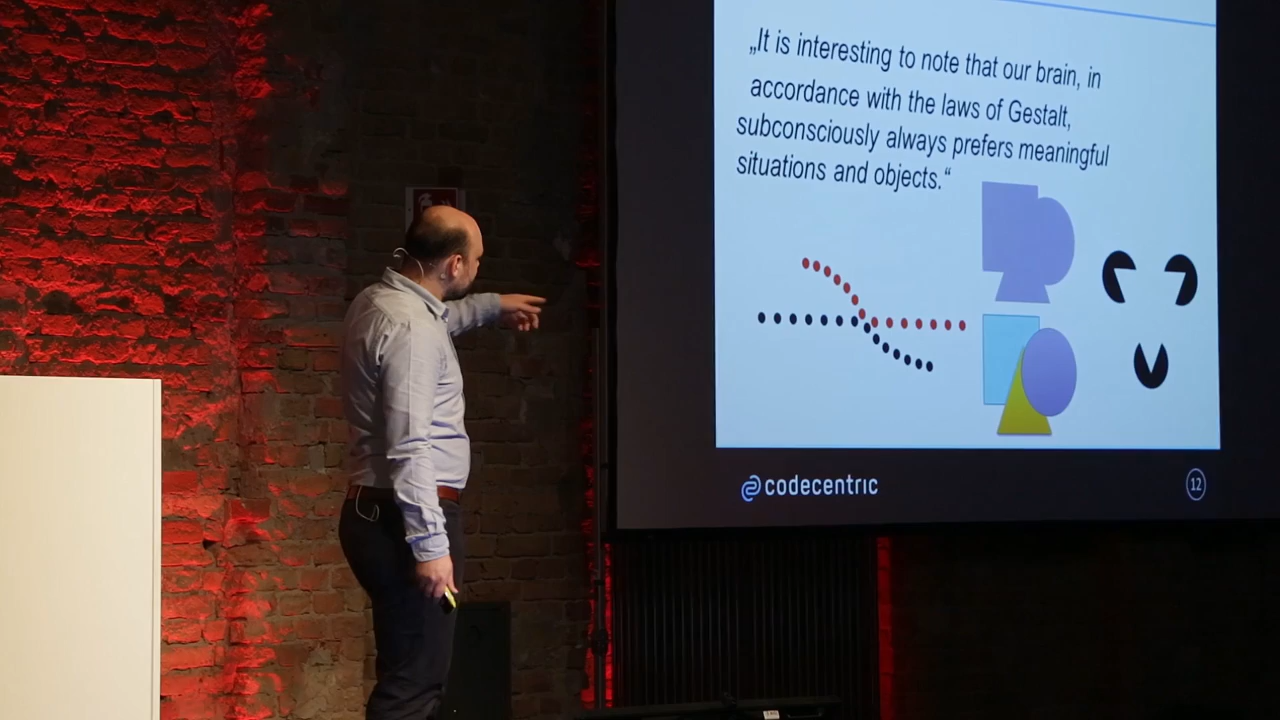 „It is interesting to note that our brain, in
accordance with the laws of Gestalt,
subconsciously always prefers meaningful
situations and objects.“
codecentric
12